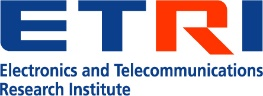 ETRI
Electronics and Telecommunications
Research Institute